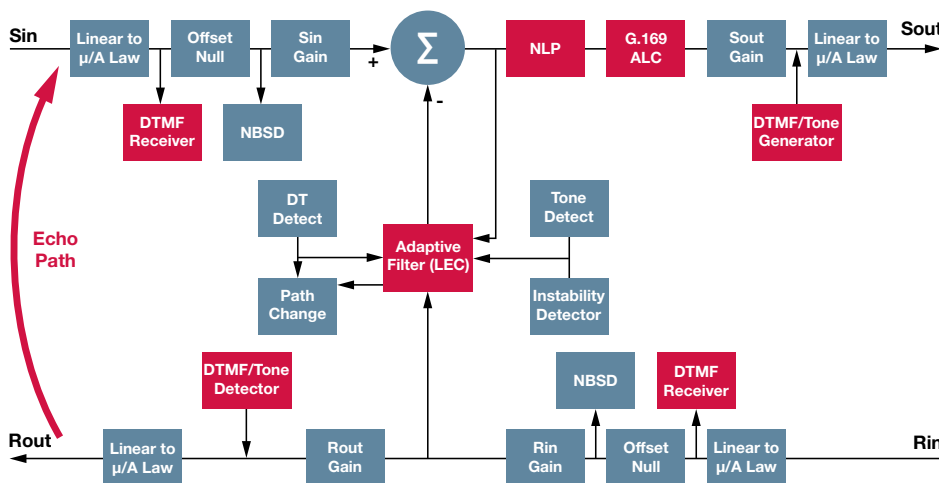 Sin
Linear to
µ/A Law
Offset
Null
Sin
Gain
+
Σ
-
NLP
G.169
ALC
Sout
Gain
Linear to
µ/A Law
Sout
DTMF
Receiver
NBSD
DTMF/Tone
Generator
Echo
Path
DT
Detect
Adaptive
Filter (LEC)
Tone
Detect
Path
Change
Instability
Detector
DTMF/Tone
Detector
NBSD
DTMF
Receiver
Rout
Linear to
µ/A Law
Rout
Gain
Rin
Gain
Offset
Null
Linear to
µ/A Law
Rin